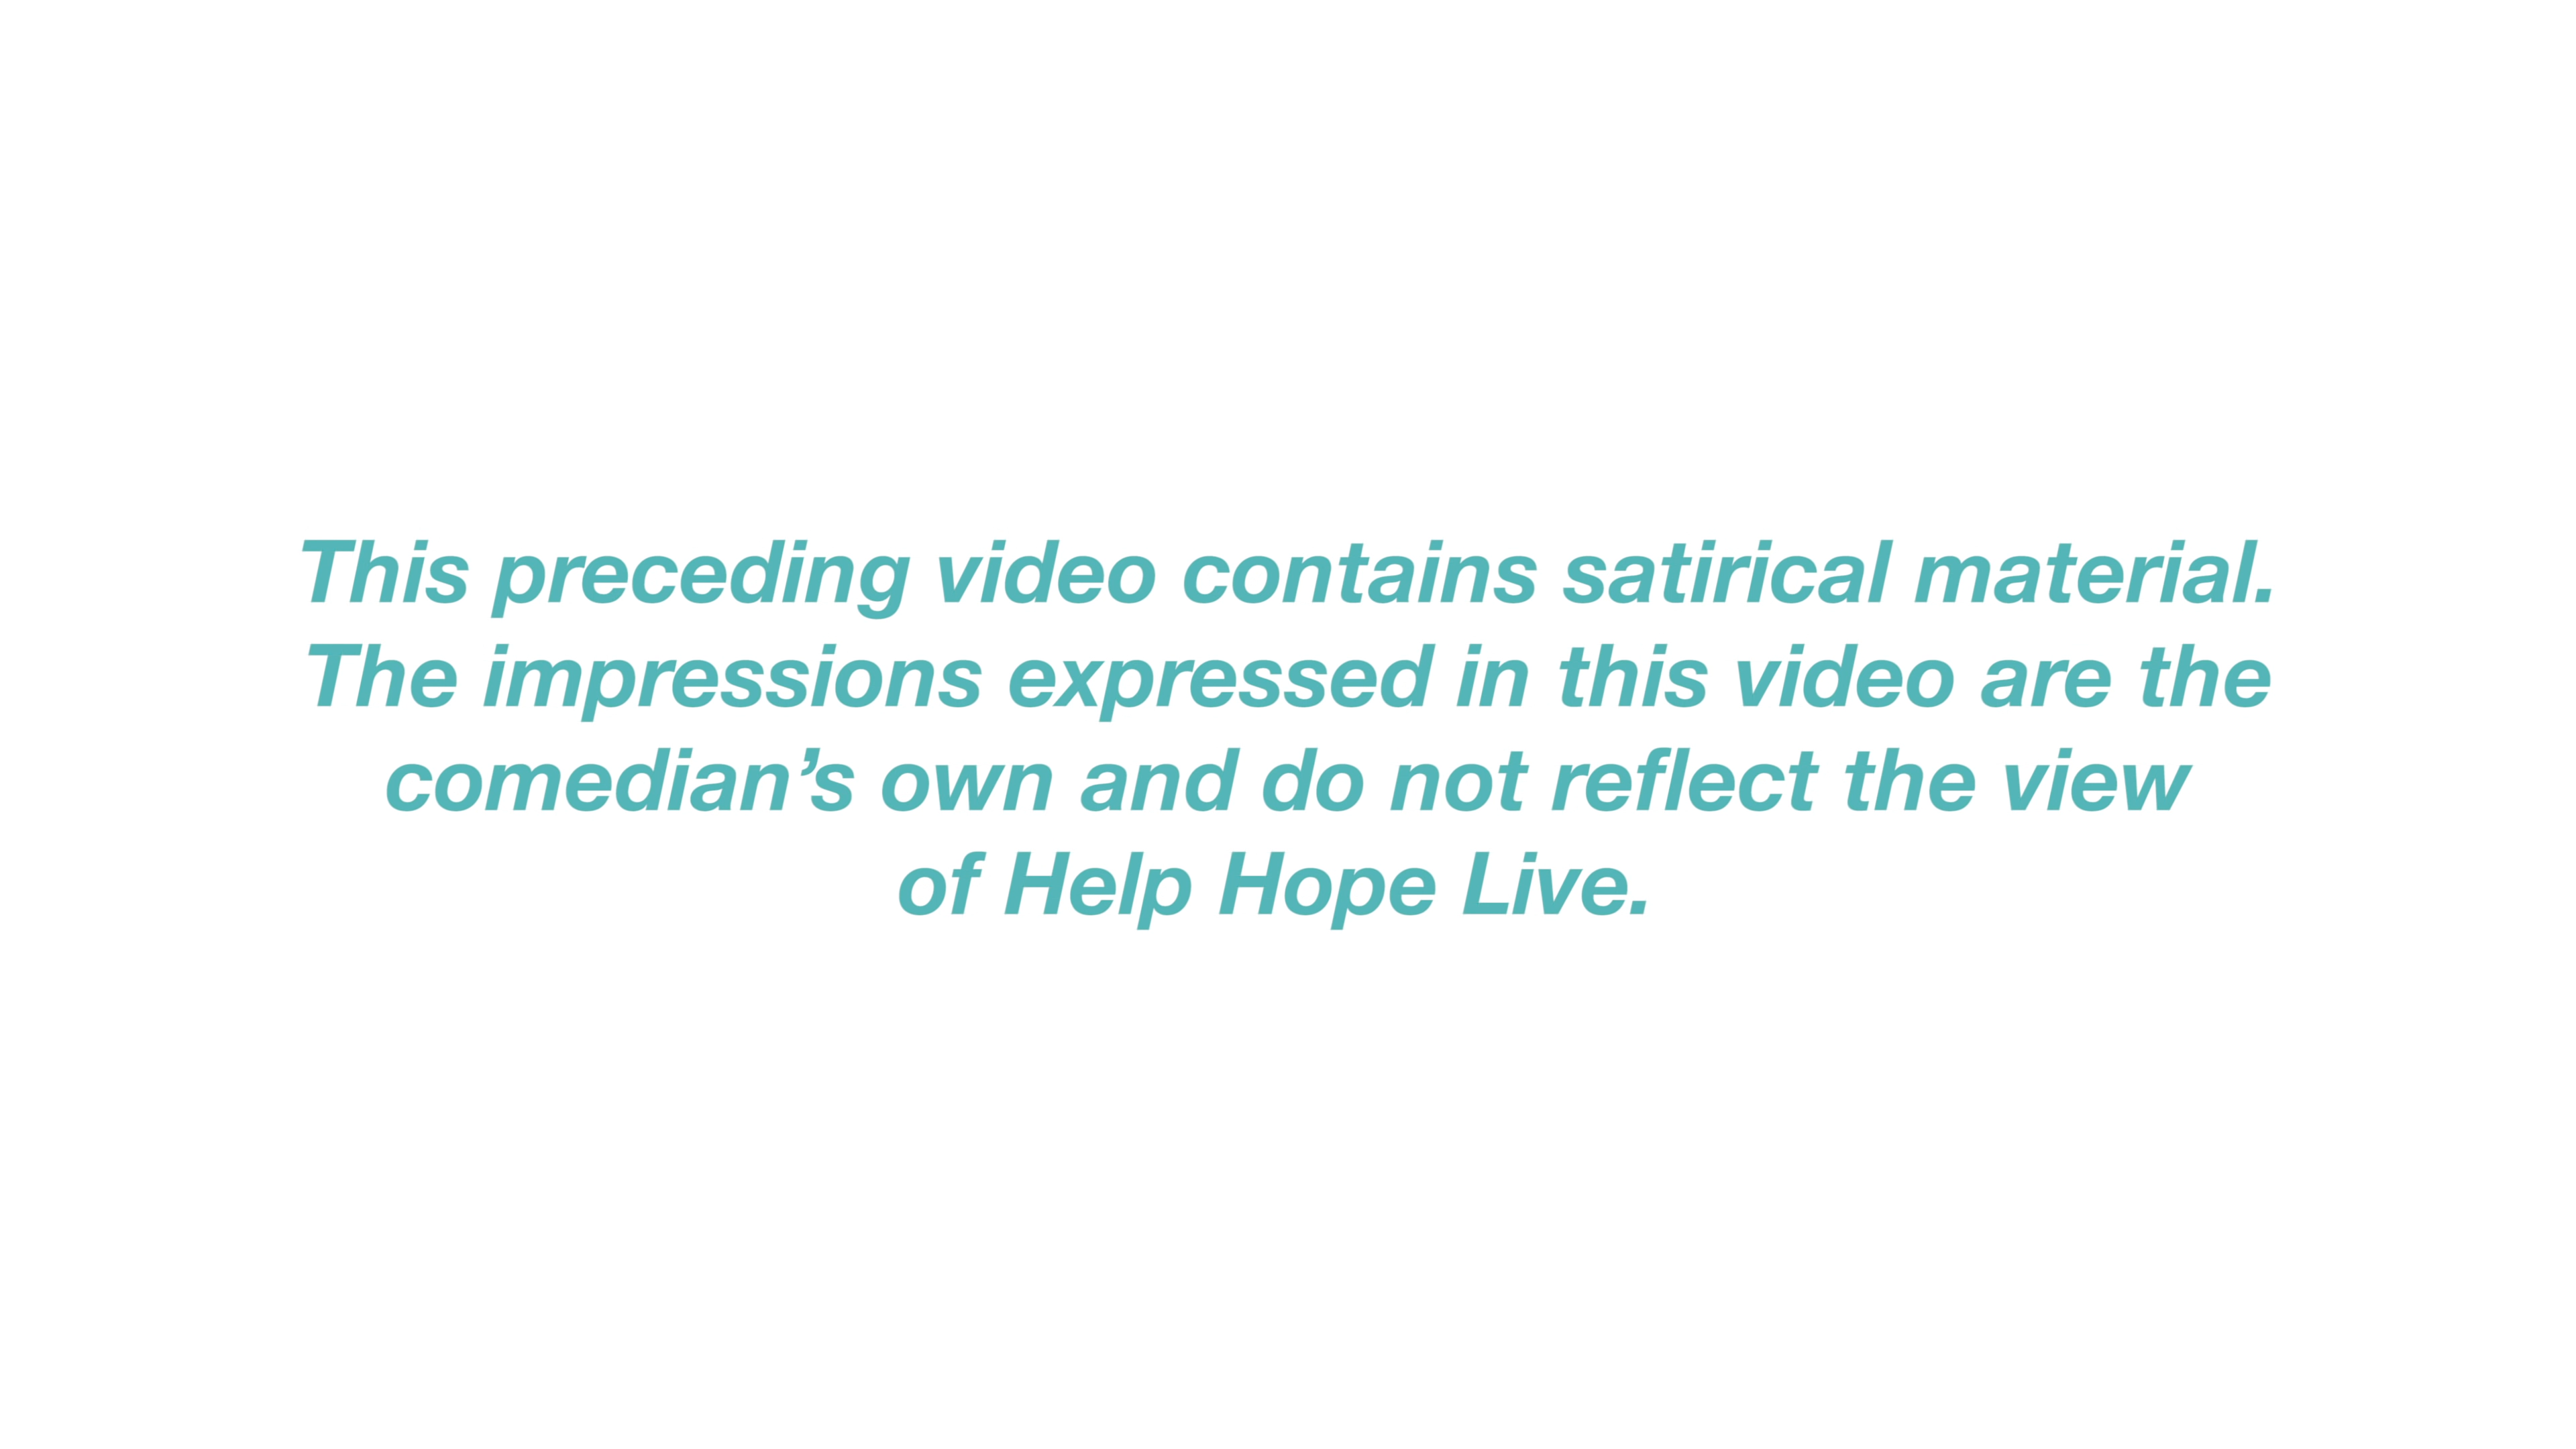 This preceding video contains satirical material.
The impressions expressed in this video are the
comedian’s own and do not reflect the view
of Help Hope Live.